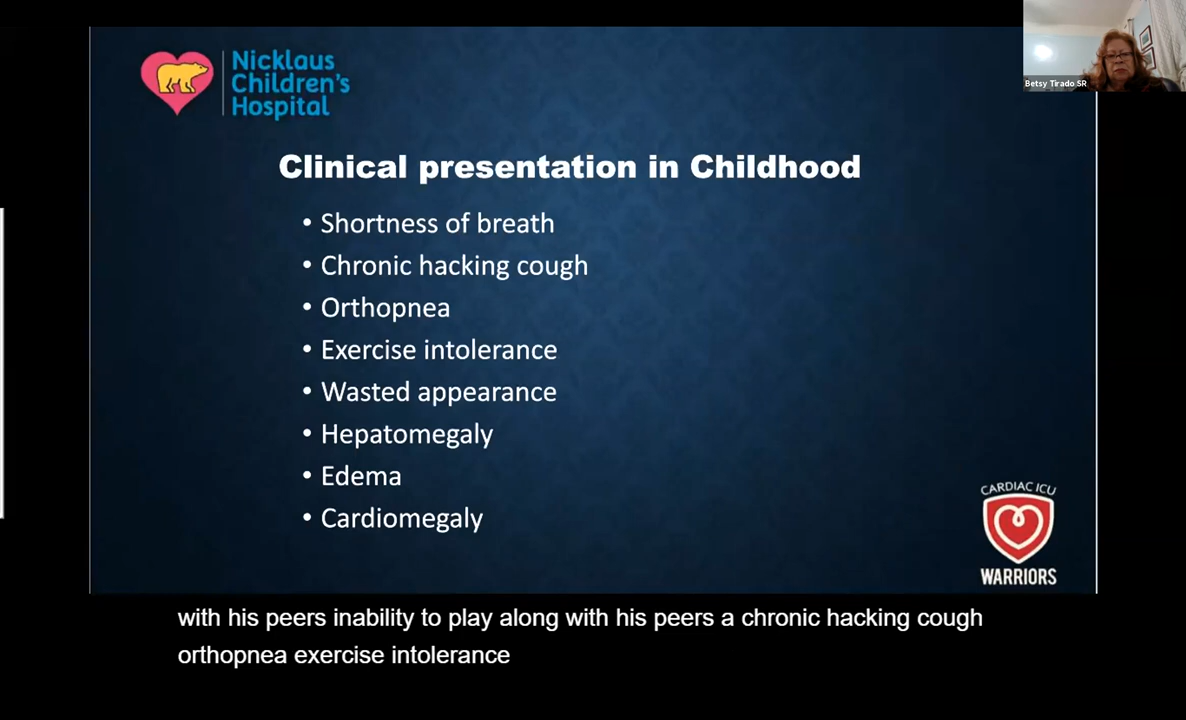 Nicklaus
Children's
Hospital
Betsy Tirado SR
Clinical presentation in Childhood
• Shortness of breath
• Chronic hacking cough
• Orthopnea
• Exercise intolerance
• Wasted appearance
• Hepatomegaly
• Edema
• Cardiomegaly
CARDIAC ICU
WARRIORS
with his peers inability to play along with his peers a chronic hacking cough
orthopnea exercise intolerance